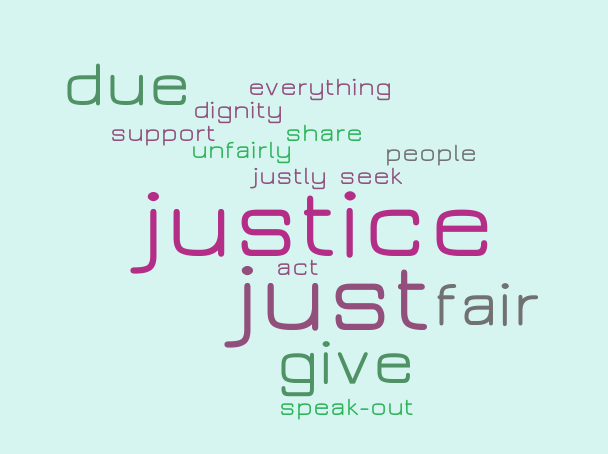 due
everything
dignity
support
share
unfairly
people
justly
seek
justice
act
just
fair
give
speak-out